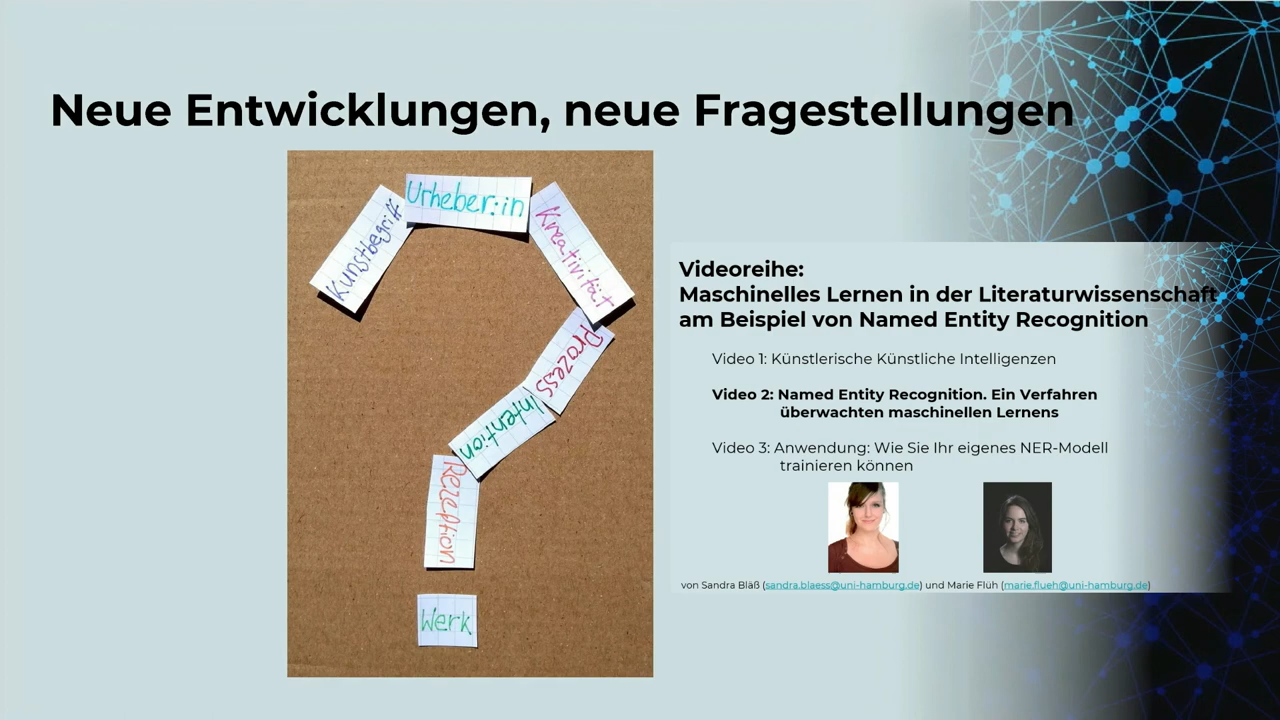 Neue Entwicklungen, neue Fragestellungen
Kunstbegriff
Urheber:in
Kreativität
Prozess
Intention
Rezeption
Werk
Videoreihe:
Maschinelles Lernen in der Literaturwissenschaft
am Beispiel von Named Entity Recognition
Video 1: Künstlerische Künstliche Intelligenzen
Video 2: Named Entity Recognition. Ein Verfahren
überwachten maschinellen Lernens
Video 3: Anwendung: Wie Sie Ihr eigenes NER-Modell
trainieren können
von Sandra Bläß (sandra.blaess@uni-hamburg.de) und Marie Flüh (marie.flueh@uni-hamburg.de)